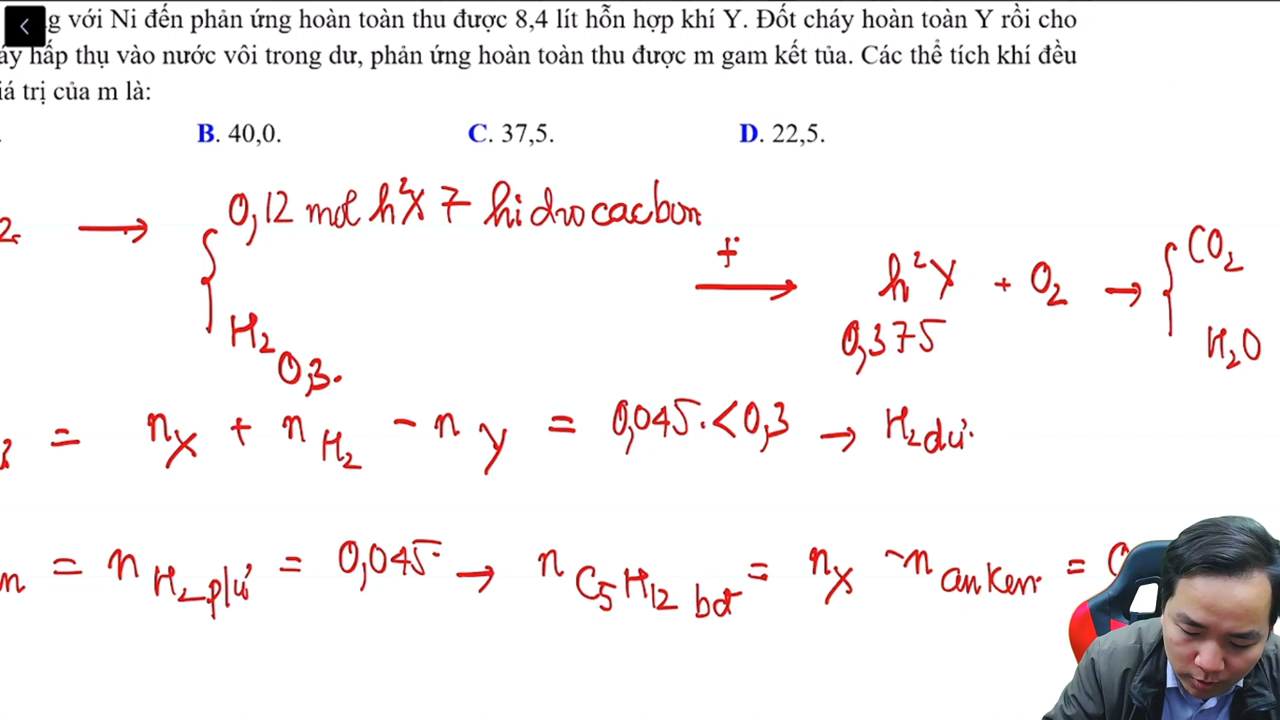 g với Ni đến phản ứng hoàn toàn thu được 8,4 lít hỗn hợp khí Y. Đốt cháy hoàn toàn Y rồi cho
áy hấp thụ vào nước vôi trong dư, phản ứng hoàn toàn thu được m gam kết tủa. Các thể tích khí đều
iá trị của m là:
. B. 40,0. C. 37,5. D. 22,5.
0,12 mol h²X 7 hidrocacbon
2. → { H₂ 0,3. +: → h²Y + O₂ → { CO₂
0,375 H₂O
= nX + nH₂ - nY = 0,045. < 0,3 → H₂ dư.
n = nH₂ p/ứ = 0,045. → nC₅H₁₂ bđ = nX - n anken. = 0